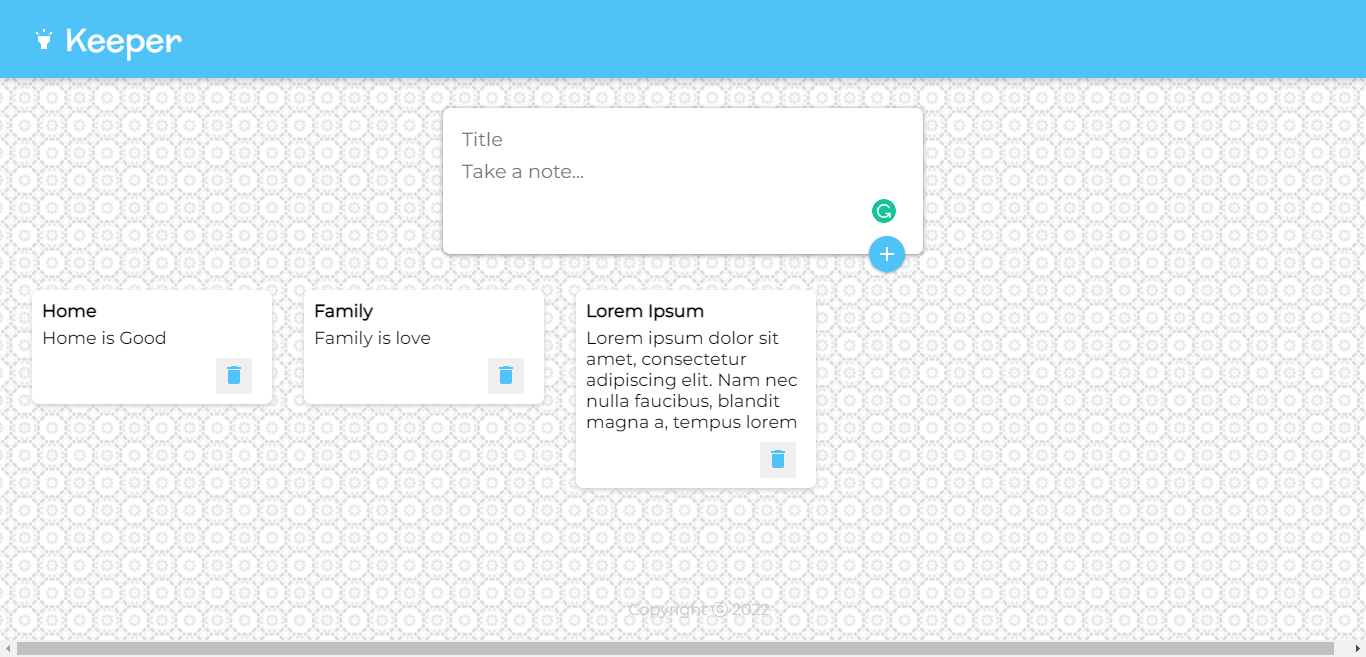 Keeper
Title
Take a note...
Home
Home is Good
Family
Family is love
Lorem Ipsum
Lorem ipsum dolor sit
amet, consectetur
adipiscing elit. Nam nec
nulla faucibus, blandit
magna a, tempus lorem
Copyright ⓒ 2022